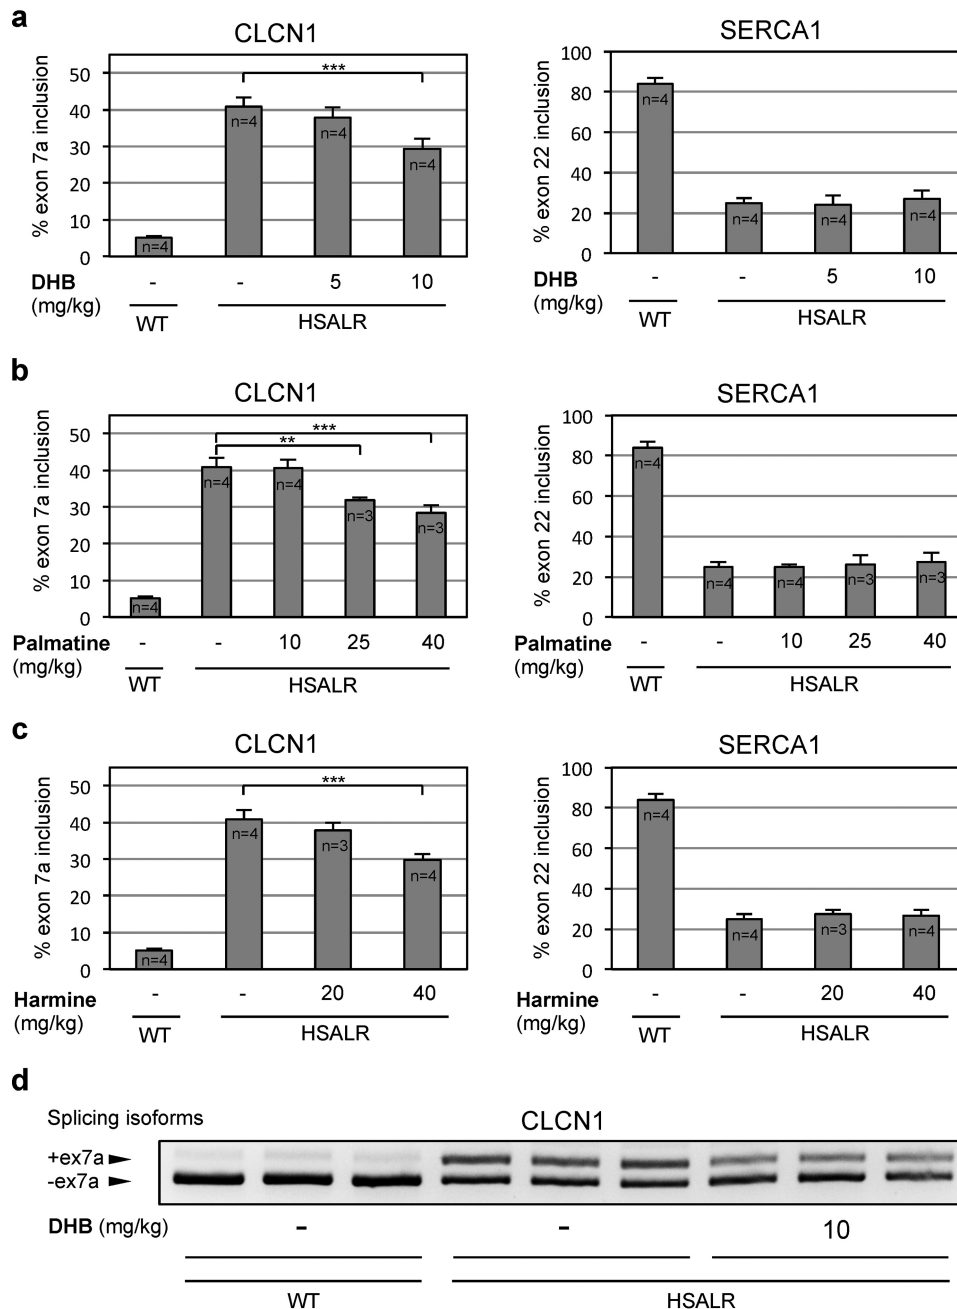 a
CLCN1
% exon 7a inclusion
50
40
30
20
10
0
***
n=4
n=4
n=4
n=4
DHB
(mg/kg)
- - 5 10
WT HSALR
SERCA1
% exon 22 inclusion
100
80
60
40
20
0
n=4
n=4
n=4
n=4
DHB
(mg/kg)
- - 5 10
WT HSALR
b
CLCN1
% exon 7a inclusion
50
40
30
20
10
0
***
**
n=4
n=4
n=4
n=3
n=3
Palmatine
(mg/kg)
- - 10 25 40
WT HSALR
SERCA1
% exon 22 inclusion
100
80
60
40
20
0
n=4
n=4
n=4
n=3
n=3
Palmatine
(mg/kg)
- - 10 25 40
WT HSALR
c
CLCN1
% exon 7a inclusion
50
40
30
20
10
0
***
n=4
n=4
n=3
n=4
Harmine
(mg/kg)
- - 20 40
WT HSALR
SERCA1
% exon 22 inclusion
100
80
60
40
20
0
n=4
n=4
n=3
n=4
Harmine
(mg/kg)
- - 20 40
WT HSALR
d
Splicing isoforms
CLCN1
+ex7a
-ex7a
DHB (mg/kg) - - 10
WT HSALR